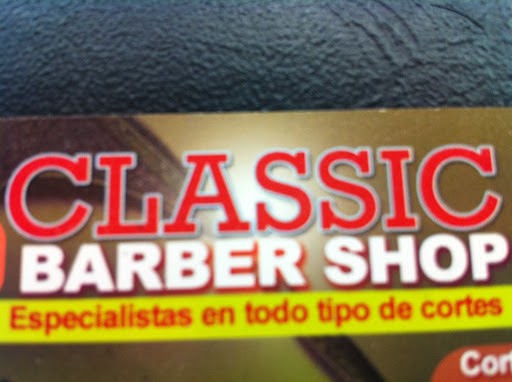 CLASSIC
BARBER SHOP
Especialistas en todo tipo de cortes